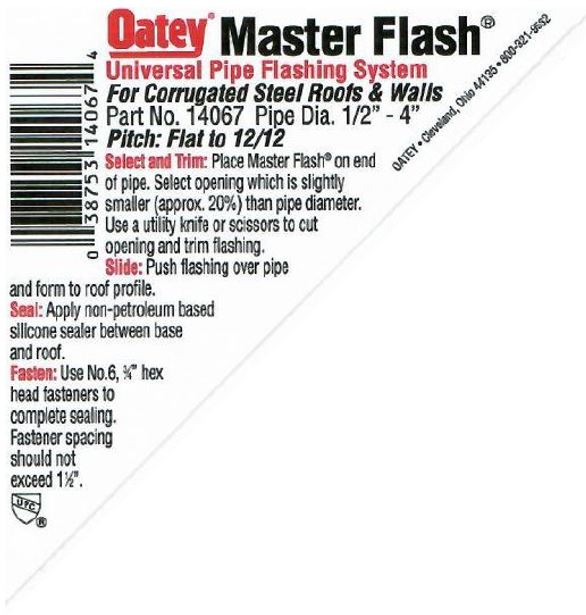 Oatey® Master Flash®
Universal Pipe Flashing System
For Corrugated Steel Roofs & Walls
Part No. 14067 Pipe Dia. 1/2" - 4"
Pitch: Flat to 12/12
Select and Trim: Place Master Flash® on end
of pipe. Select opening which is slightly
smaller (approx. 20%) than pipe diameter.
Use a utility knife or scissors to cut
opening and trim flashing.
Slide: Push flashing over pipe
and form to roof profile.
Seal: Apply non-petroleum based
silicone sealer between base
and roof.
Fasten: Use No.6, ¾" hex
head fasteners to
complete sealing.
Fastener spacing
should not
exceed 1½".
UPC®
0 38753 14067 4
OATEY • Cleveland, Ohio 44135 • 800-321-9532